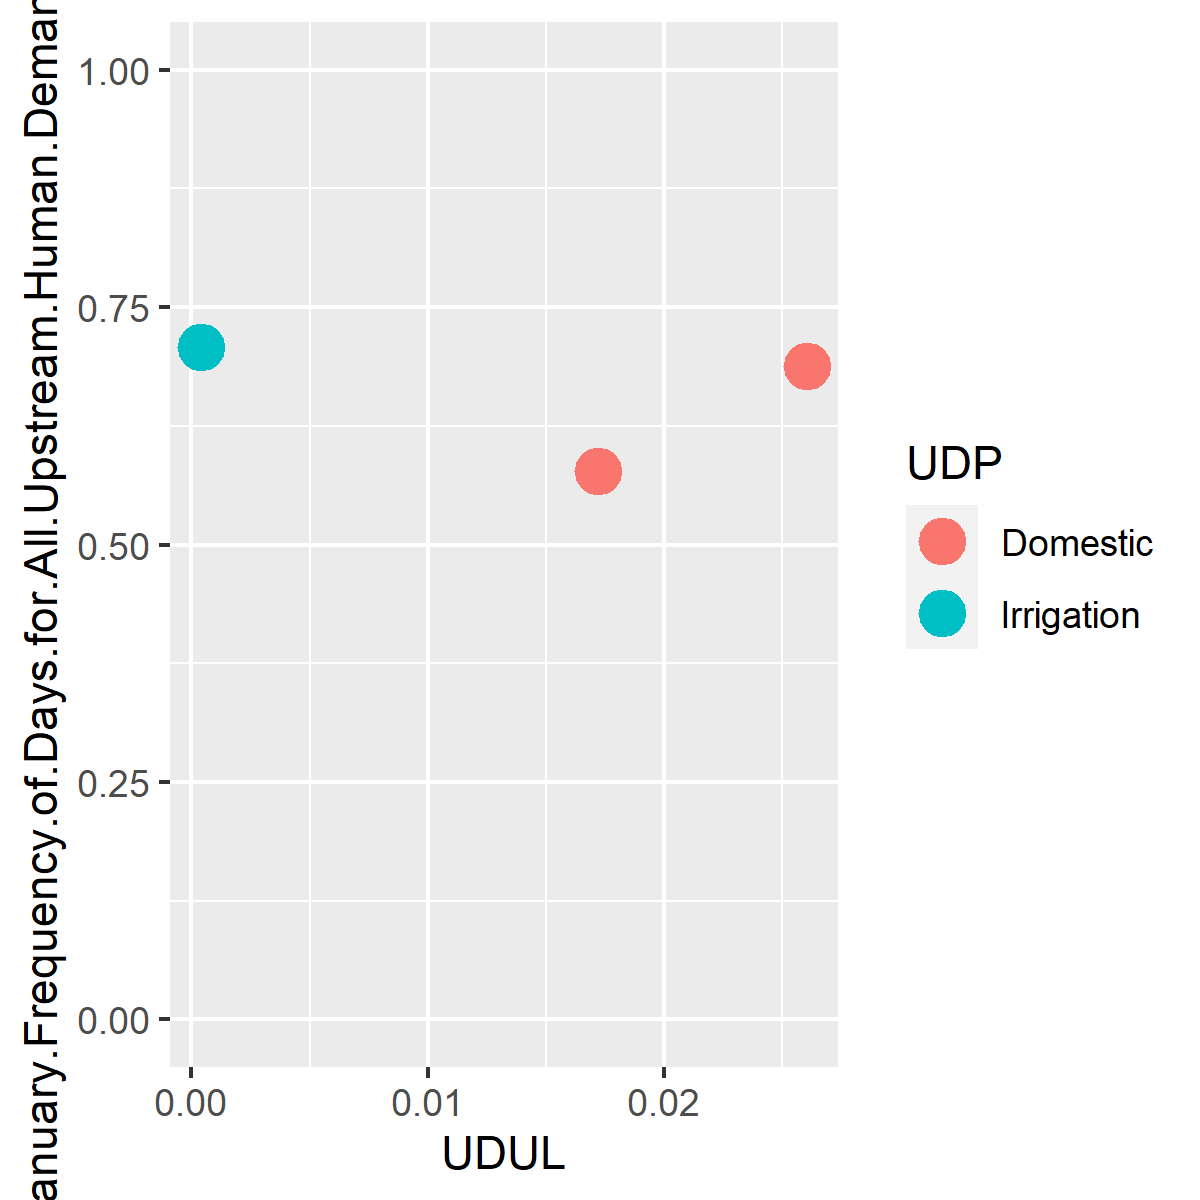 anuary.Frequency.of.Days.for.All.Upstream.Human.Deman
1.00
0.75
0.50
0.25
0.00
0.00 0.01 0.02
UDUL
UDP
Domestic
Irrigation